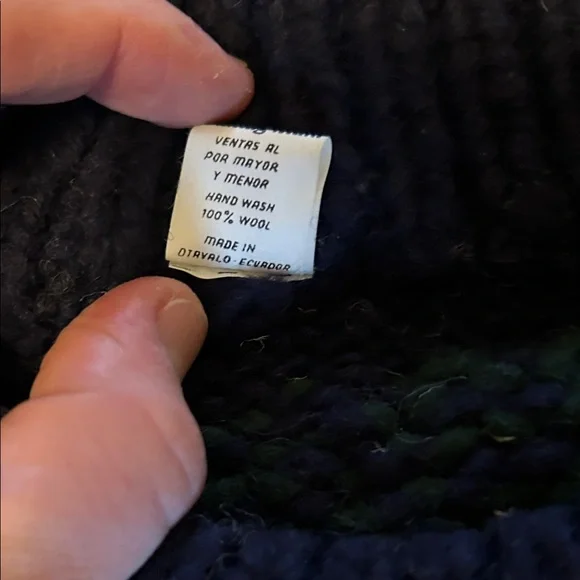 VENTAS AL
POR MAYOR
Y MENOR
HAND WASH
100% WOOL
MADE IN
OTAVALO-ECUADOR